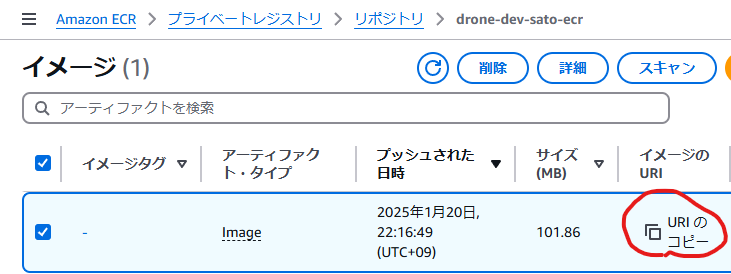 Amazon ECR > プライベートレジストリ > リポジトリ > drone-dev-sato-ecr
イメージ (1)
削除
詳細
スキャン
アーティファクトを検索
イメージタグ
アーティファク
ト・タイプ
プッシュされた
日時
サイズ
(MB)
イメージの
URI
-
Image
2025年1月20日,
22:16:49
(UTC+09)
101.86
URI の
コピー